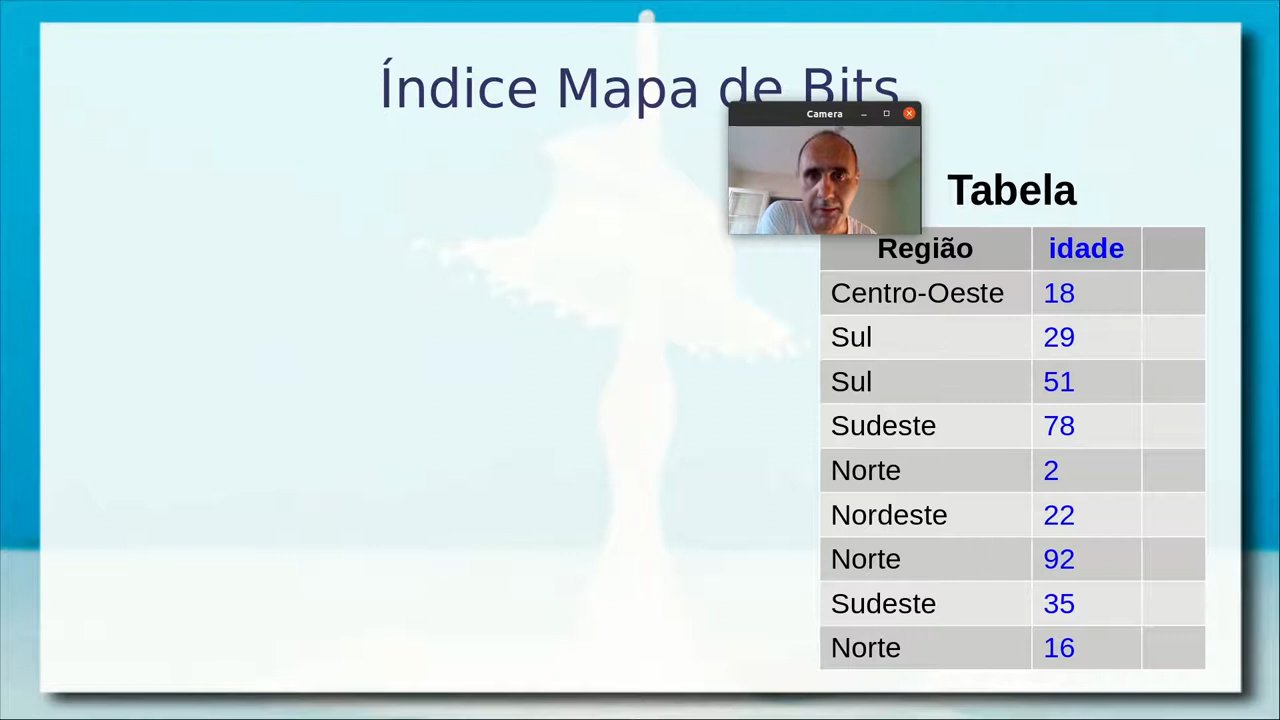 Índice Mapa de Bits
Camera
Tabela
Região idade
Centro-Oeste 18
Sul 29
Sul 51
Sudeste 78
Norte 2
Nordeste 22
Norte 92
Sudeste 35
Norte 16